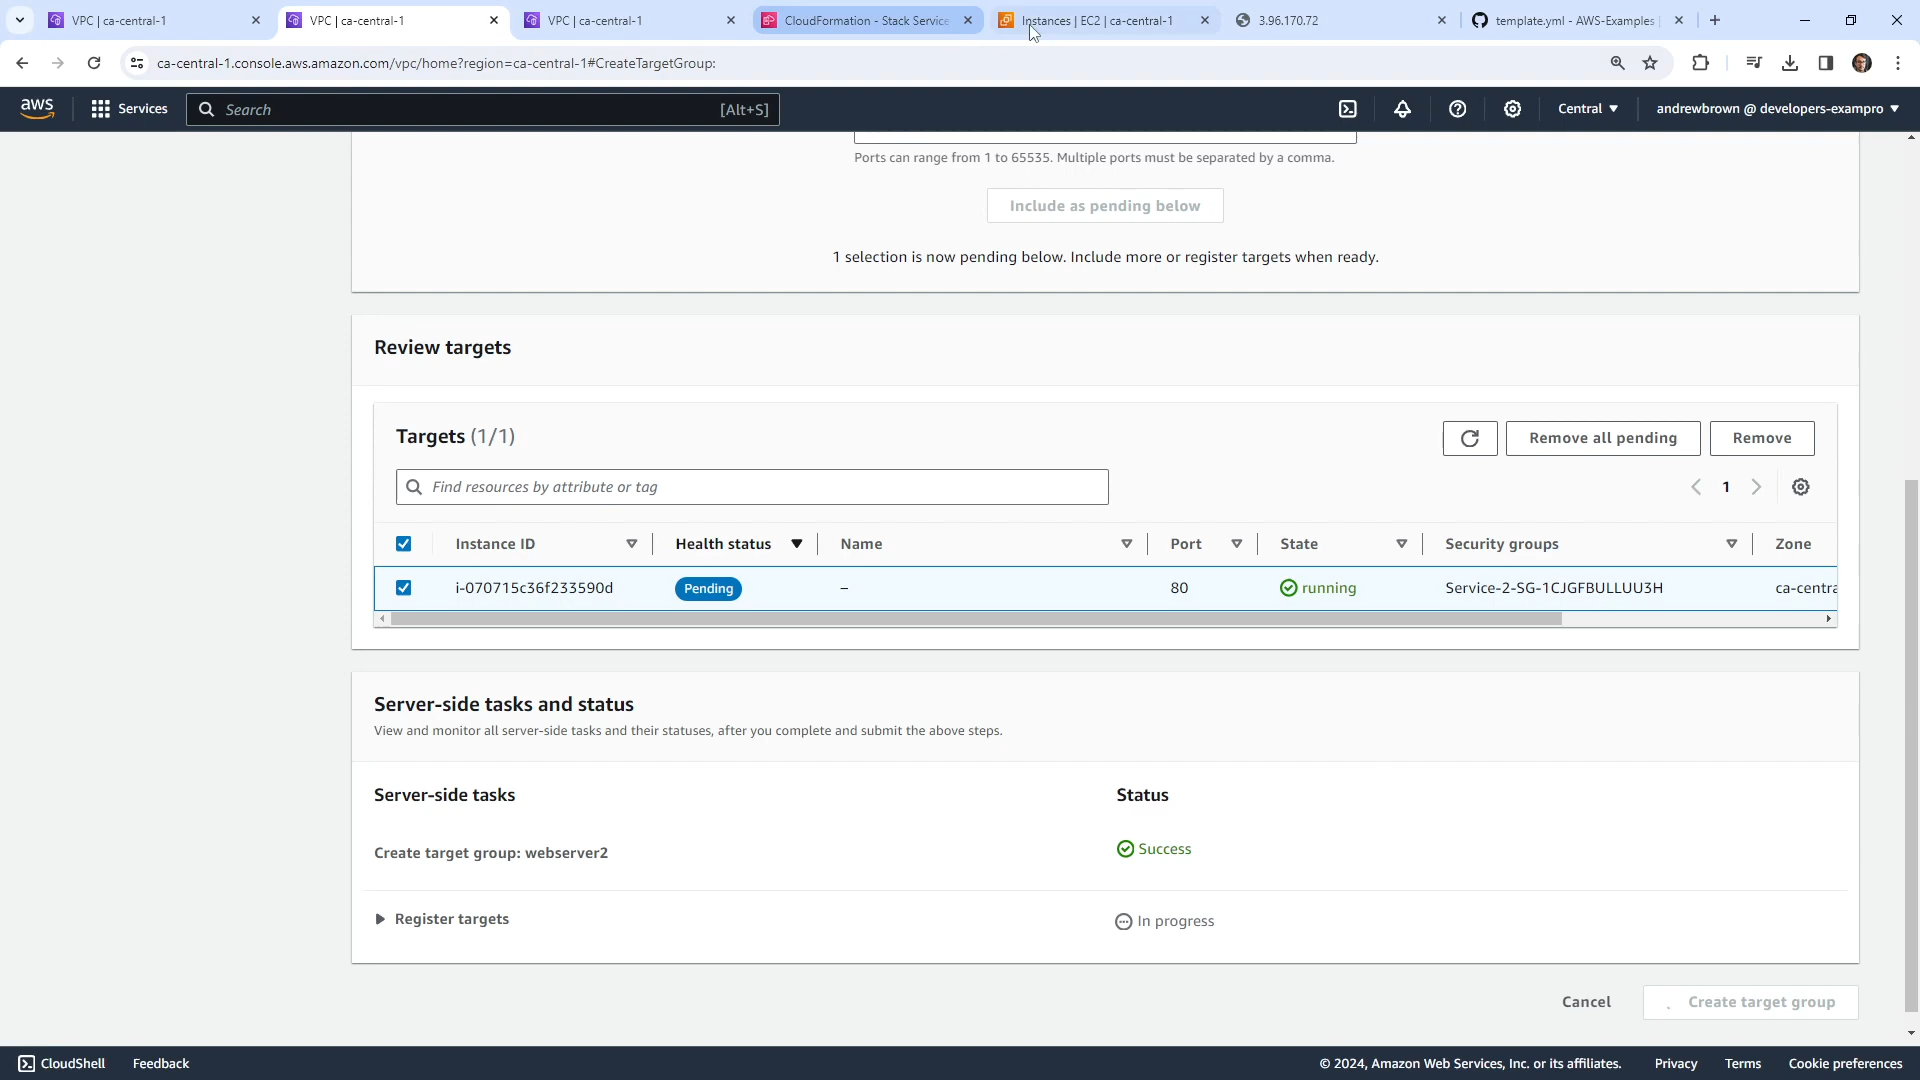 VPC | ca-central-1
VPC | ca-central-1
VPC | ca-central-1
CloudFormation - Stack Service
Instances | EC2 | ca-central-1
3.96.170.72
template.yml - AWS-Examples
ca-central-1.console.aws.amazon.com/vpc/home?region=ca-central-1#CreateTargetGroup:
aws
Services
Search
[Alt+S]
Central
andrewbrown @ developers-exampro
Ports can range from 1 to 65535. Multiple ports must be separated by a comma.
Include as pending below
1 selection is now pending below. Include more or register targets when ready.
Review targets
Targets (1/1)
Remove all pending
Remove
Find resources by attribute or tag
1
Instance ID
Health status
Name
Port
State
Security groups
Zone
i-070715c36f233590d
Pending
–
80
running
Service-2-SG-1CJGFBULLUU3H
ca-centra
Server-side tasks and status
View and monitor all server-side tasks and their statuses, after you complete and submit the above steps.
Server-side tasks
Status
Create target group: webserver2
Success
Register targets
In progress
Cancel
Create target group
CloudShell
Feedback
© 2024, Amazon Web Services, Inc. or its affiliates.
Privacy
Terms
Cookie preferences